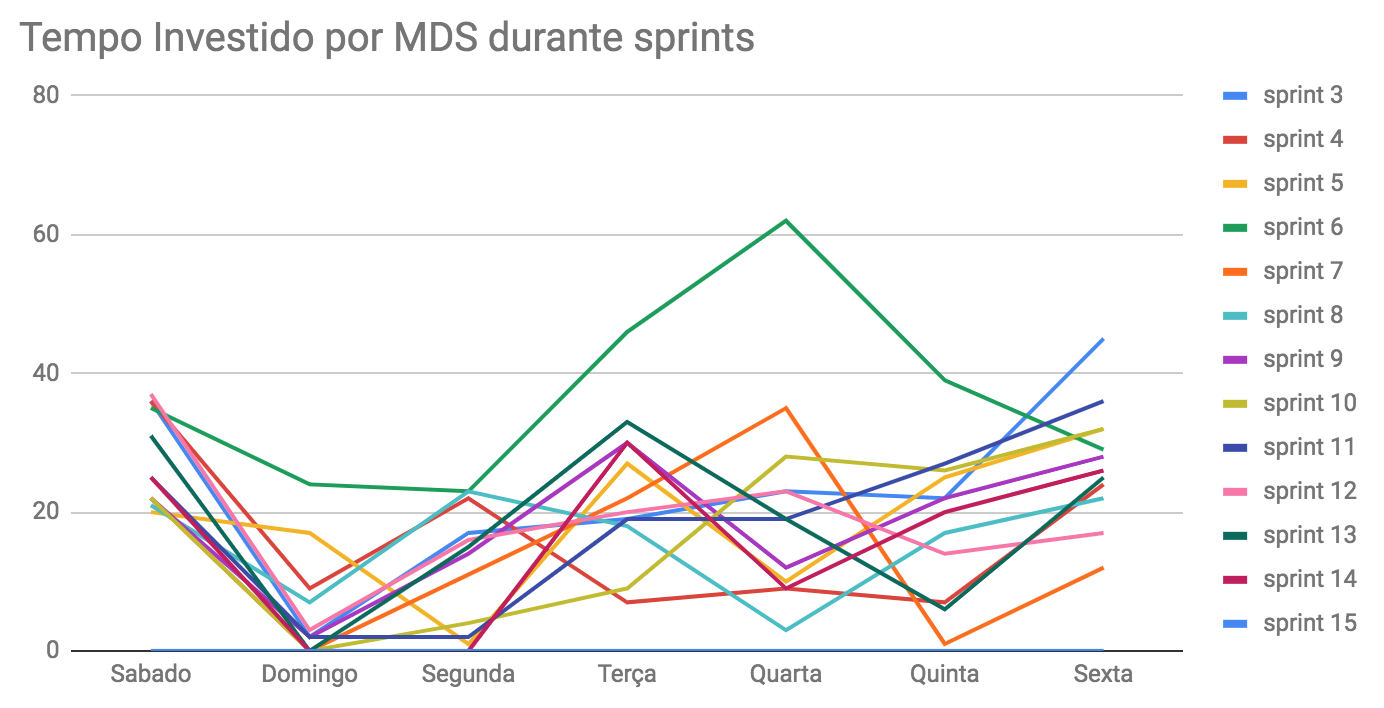 Tempo Investido por MDS durante sprints
80
60
40
20
0
Sabado Domingo Segunda Terça Quarta Quinta Sexta
sprint 3
sprint 4
sprint 5
sprint 6
sprint 7
sprint 8
sprint 9
sprint 10
sprint 11
sprint 12
sprint 13
sprint 14
sprint 15